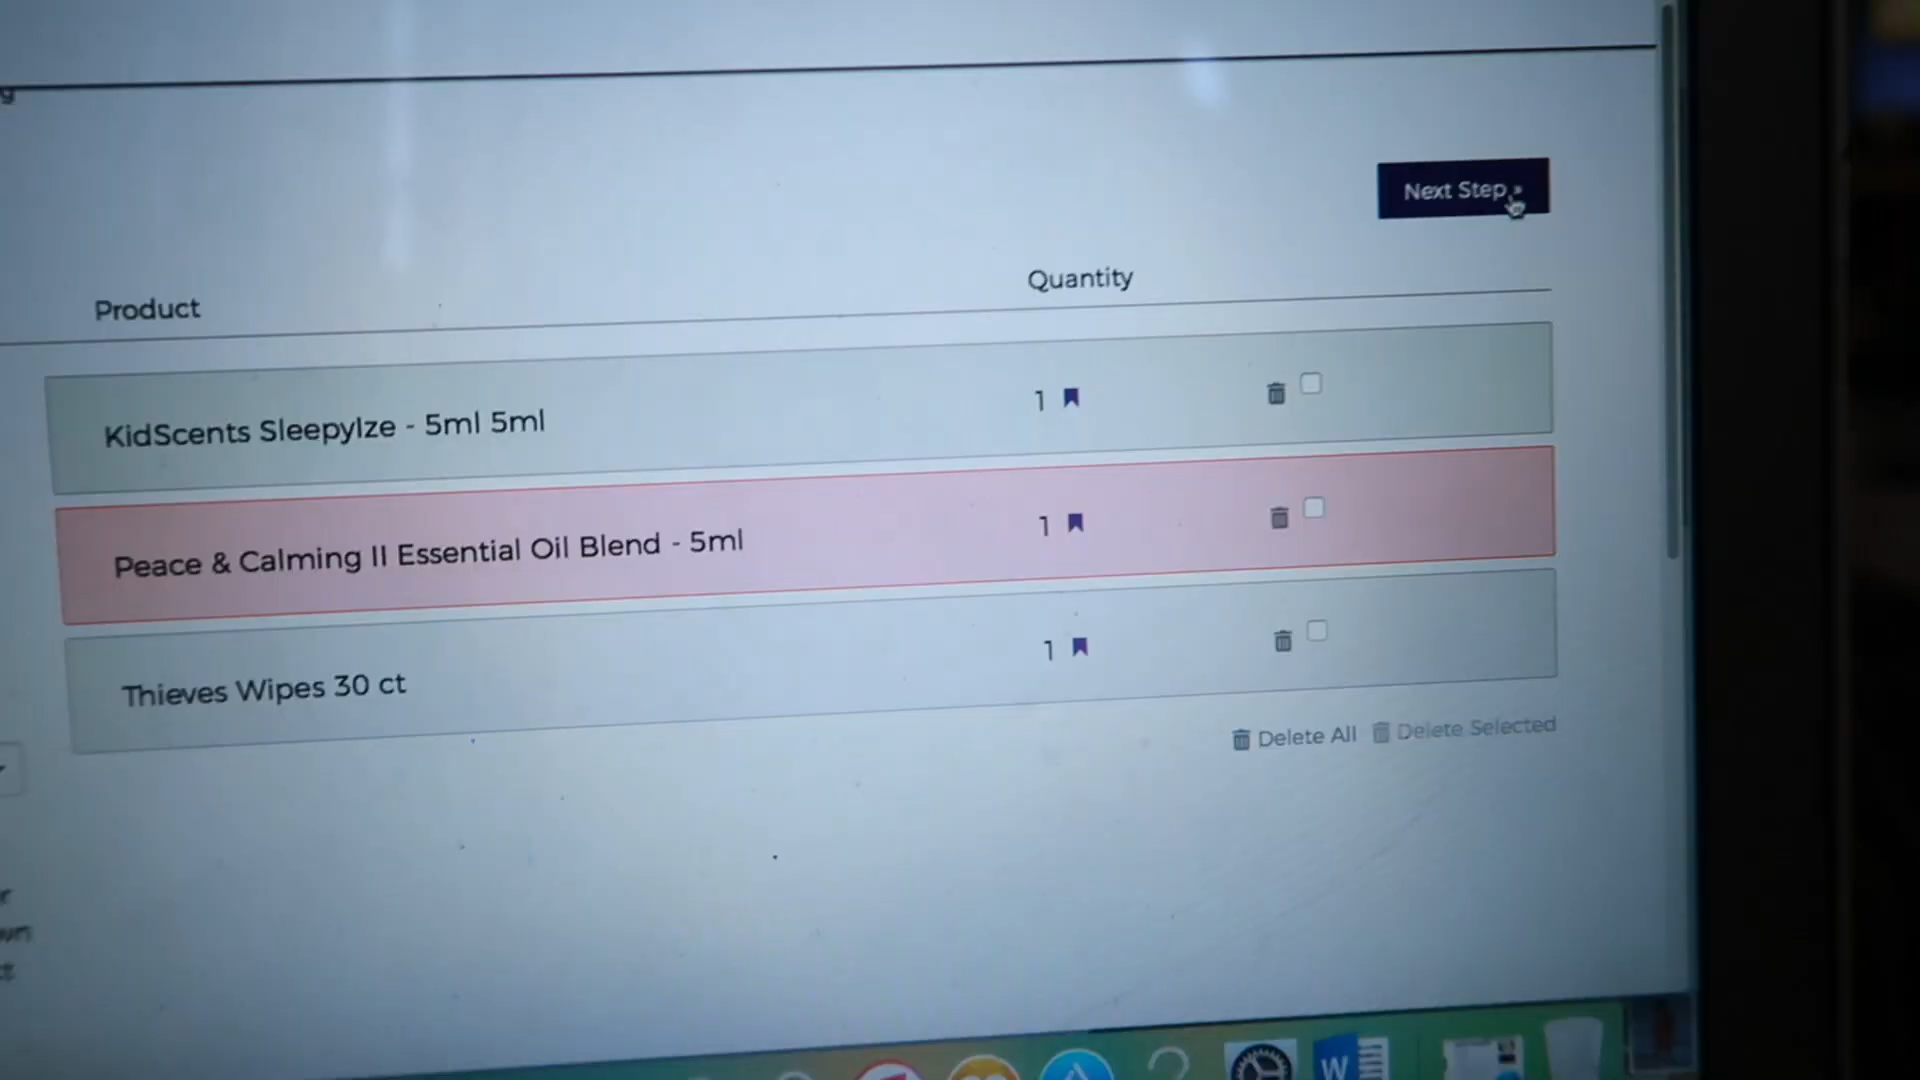 Next Step »
Product
Quantity
KidScents SleepyIze - 5ml 5ml
1
Peace & Calming II Essential Oil Blend - 5ml
1
Thieves Wipes 30 ct
1
Delete All
Delete Selected
W